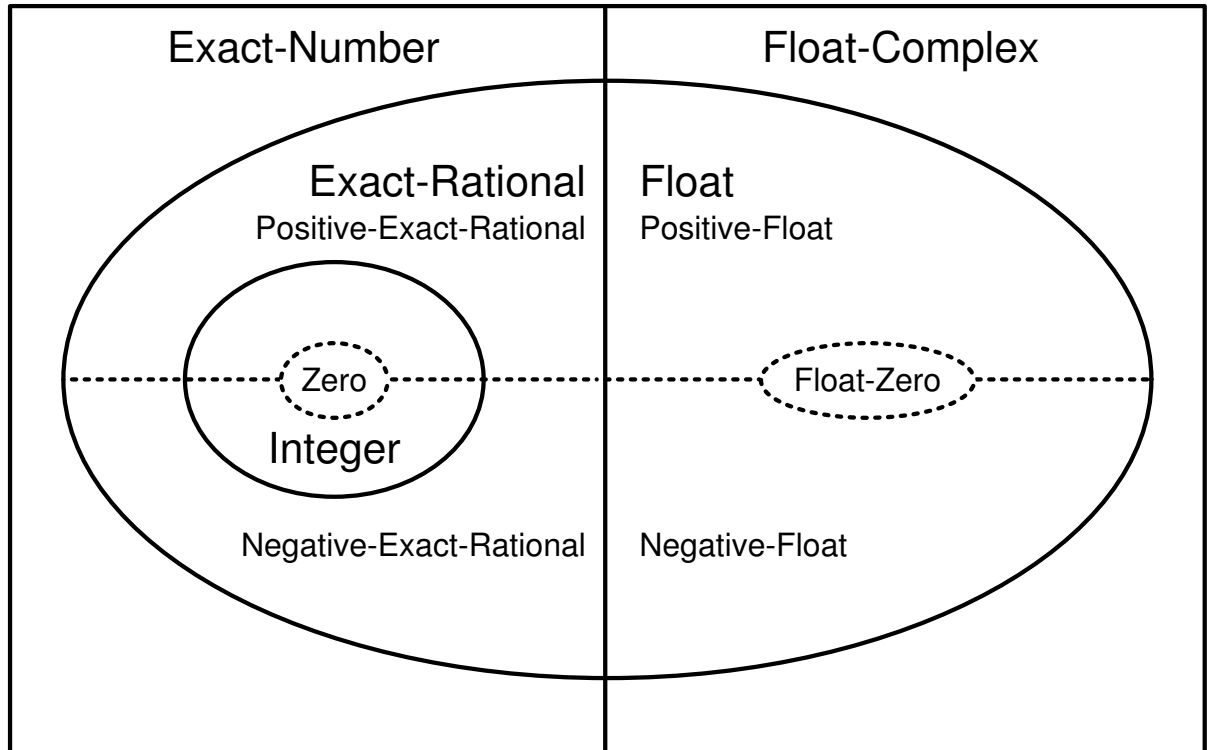 Exact-Number
Float-Complex
Exact-Rational
Float
Positive-Exact-Rational
Positive-Float
Zero
Float-Zero
Integer
Negative-Exact-Rational
Negative-Float